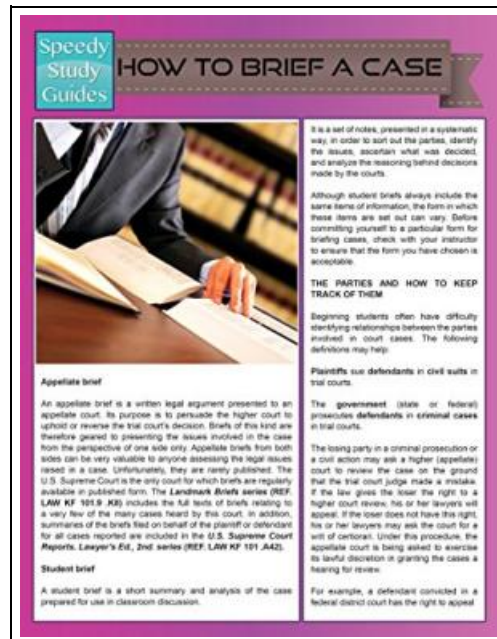 Speedy
Study
Guides
HOW TO BRIEF A CASE
Appellate brief
An appellate brief is a written legal argument presented to an
appellate court. Its purpose is to persuade the higher court to
uphold or reverse the trial court's decision. Briefs of this kind are
therefore geared to presenting the issues involved in the case
from the perspective of one side only. Appellate briefs from both
sides can be very valuable to anyone assessing the legal issues
raised in a case. Unfortunately, they are rarely published. The
U.S. Supreme Court is the only court for which briefs are regularly
available in published form. The Landmark Briefs series (REF.
LAW KF 101.9 .K8) includes the full texts of briefs relating to
a very few of the many cases heard by this court. In addition,
summaries of the briefs filed on behalf of the plaintiff or defendant
for all cases reported are included in the U.S. Supreme Court
Reports. Lawyer's Ed., 2nd. series (REF. LAW KF 101 .A42).
Student brief
A student brief is a short summary and analysis of the case
prepared for use in classroom discussion.
It is a set of notes, presented in a systematic
way, in order to sort out the parties, identify
the issues, ascertain what was decided,
and analyze the reasoning behind decisions
made by the courts.
Although student briefs always include the
same items of information, the form in which
these items are set out can vary. Before
committing yourself to a particular form for
briefing cases, check with your instructor
to ensure that the form you have chosen is
acceptable.
THE PARTIES AND HOW TO KEEP
TRACK OF THEM
Beginning students often have difficulty
identifying relationships between the parties
involved in court cases. The following
definitions may help:
Plaintiffs sue defendants in civil suits in
trial courts.
The government (state or federal)
prosecutes defendants in criminal cases
in trial courts.
The losing party in a criminal prosecution or
a civil action may ask a higher (appellate)
court to review the case on the ground
that the trial court judge made a mistake.
If the law gives the loser the right to a
higher court review, his or her lawyers will
appeal. If the loser does not have this right,
his or her lawyers may ask the court for a
writ of certiorari. Under this procedure, the
appellate court is being asked to exercise
its lawful discretion in granting the cases a
hearing for review.
For example, a defendant convicted in a
federal district court has the right to appeal